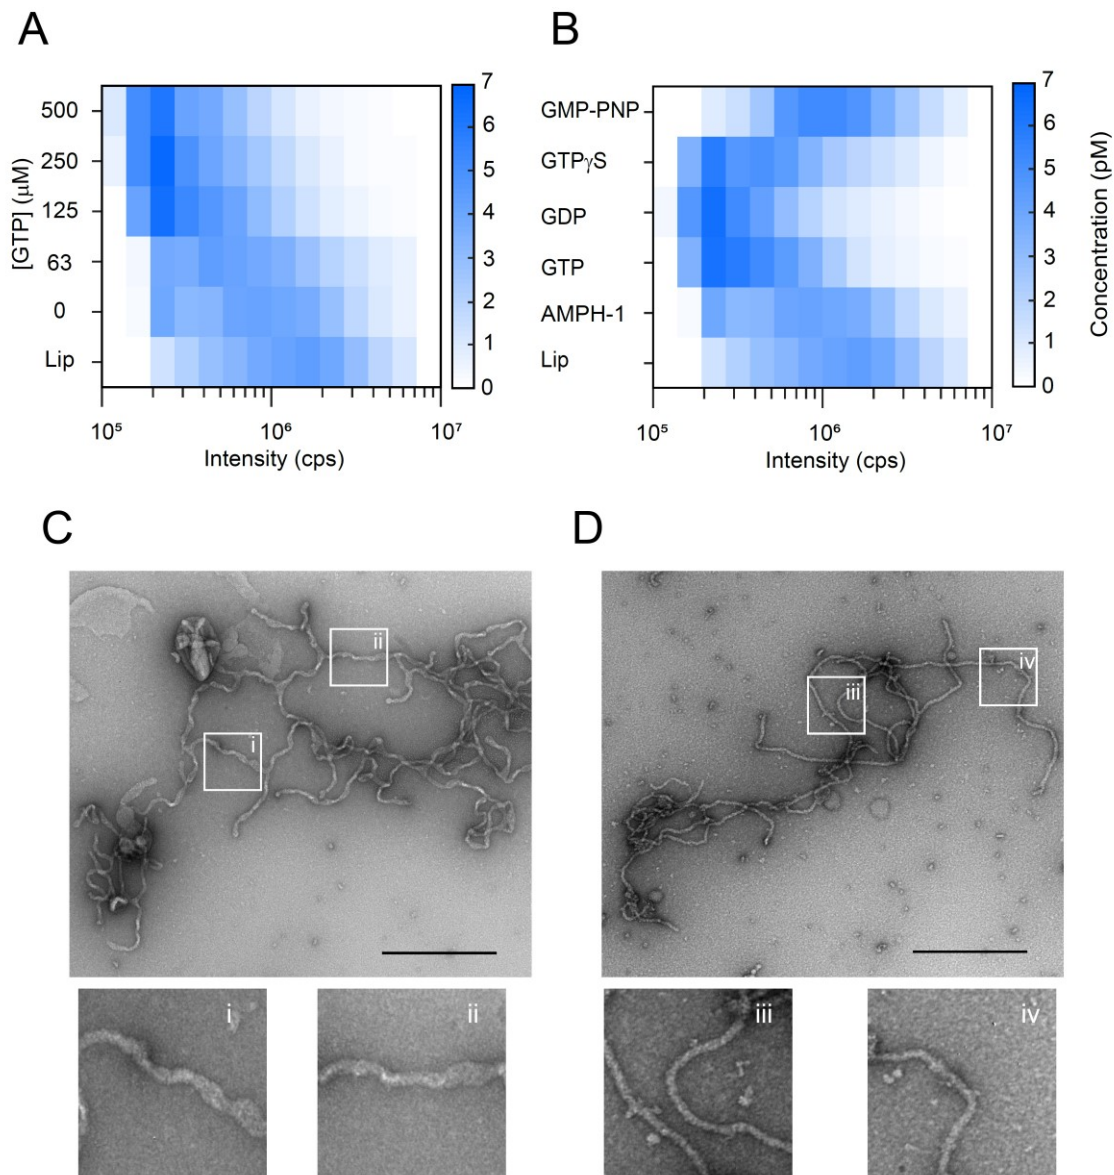 A
B
500
250
125
63
0
Lip
[GTP] (μM)
10⁵
10⁶
10⁷
Intensity (cps)
7
6
5
4
3
2
1
0
GMP-PNP
GTPγS
GDP
GTP
AMPH-1
Lip
10⁵
10⁶
10⁷
Intensity (cps)
7
6
5
4
3
2
1
0
Concentration (pM)
C
D
ii
i
iv
iii
i
ii
iii
iv